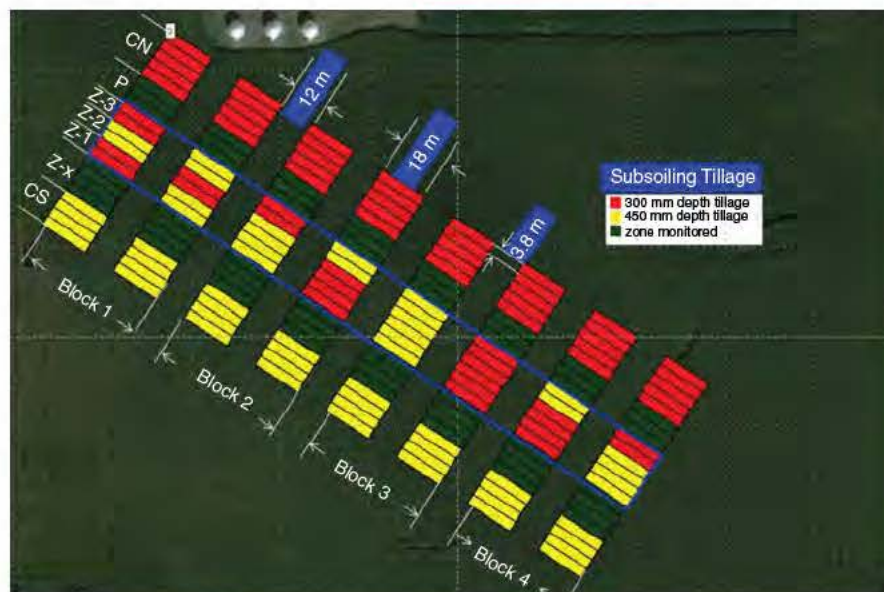 CN
P
Z-3
Z-2
Z-1
Z-x
CS
12 m
18 m
3.8 m
Subsoiling Tillage
300 mm depth tillage
450 mm depth tillage
zone monitored
Block 1
Block 2
Block 3
Block 4